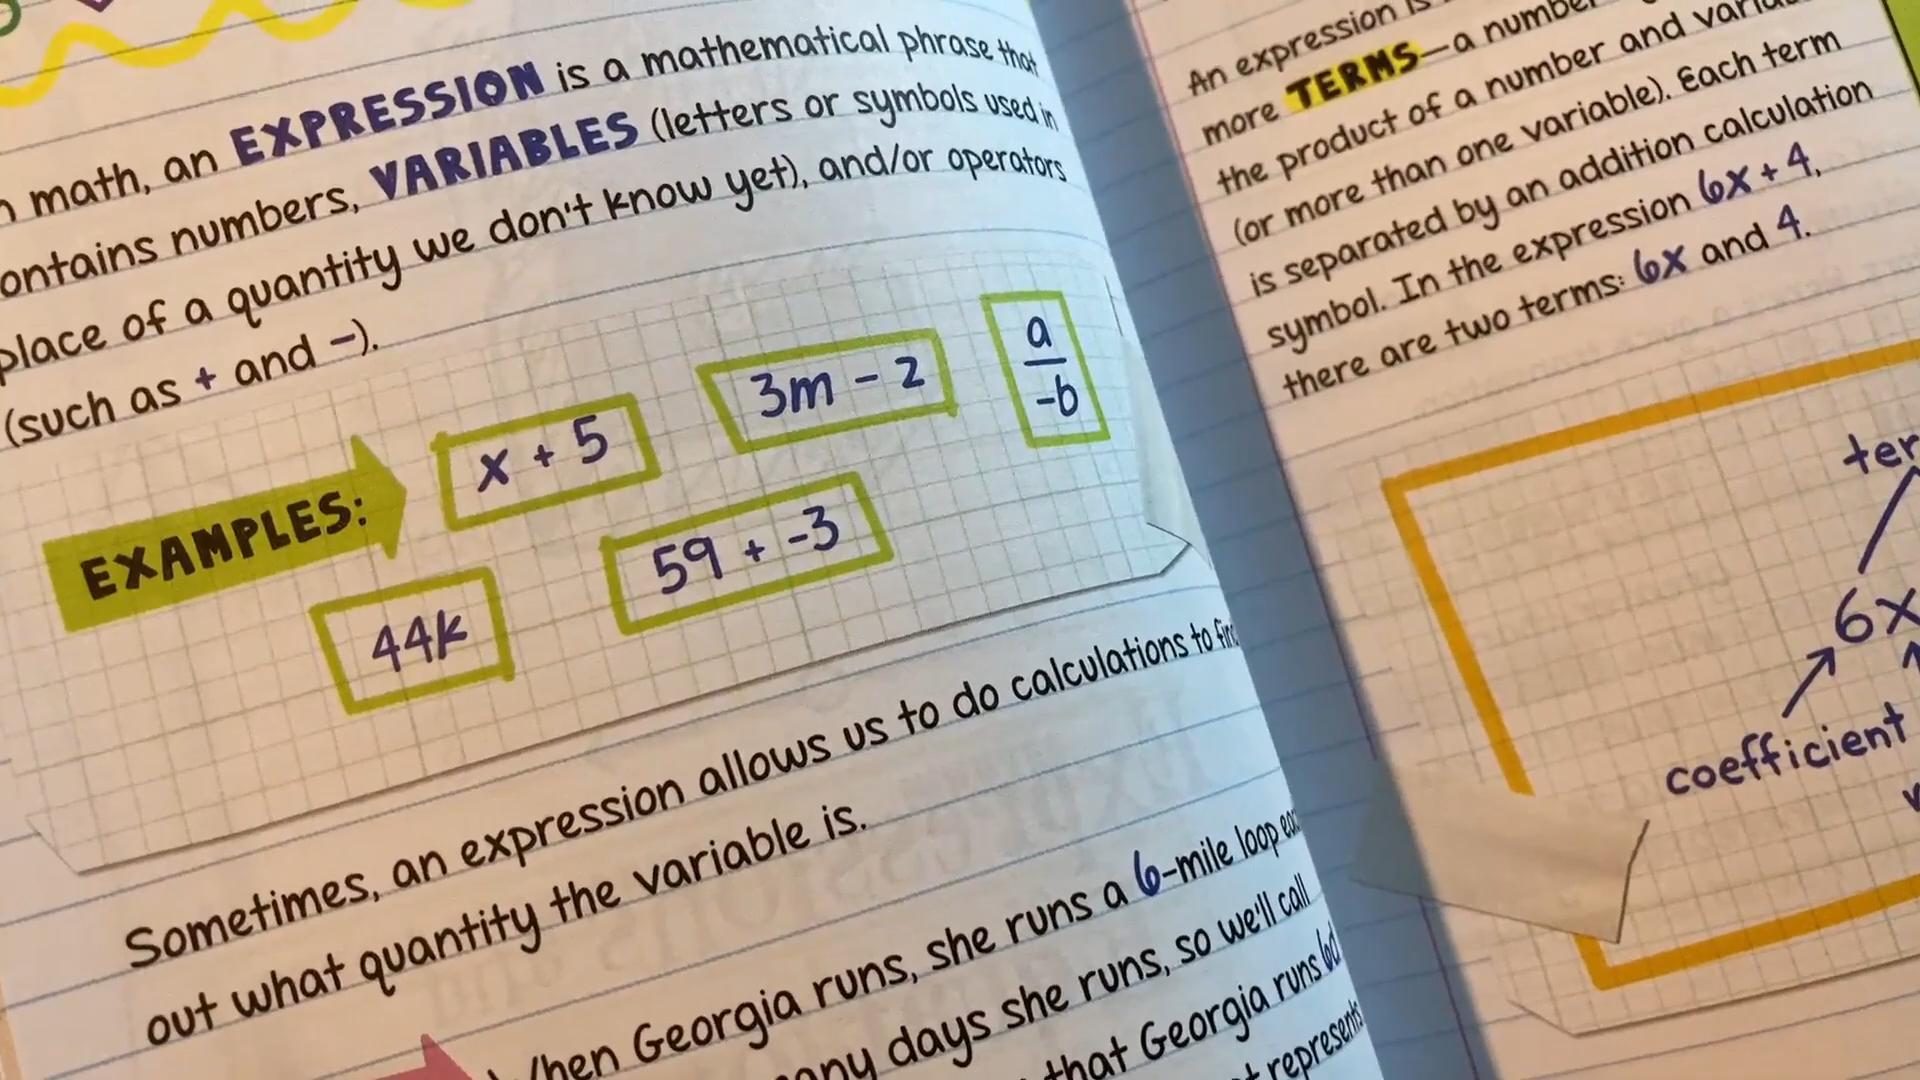 math, an EXPRESSION is a mathematical phrase that
contains numbers, VARIABLES (letters or symbols used in
place of a quantity we don't know yet), and/or operators
(such as + and -).
EXAMPLES:
x + 5
3m - 2
a
-b
44k
59 + -3
Sometimes, an expression allows us to do calculations to find
out what quantity the variable is.
When Georgia runs, she runs a 6-mile loop
days she runs, so we'll call
that Georgia runs 6d
represents
An expression is
more TERMS—a number
the product of a number and
(or more than one variable). Each term
is separated by an addition calculation
symbol. In the expression 6x + 4,
there are two terms: 6x and 4.
6x
coefficient